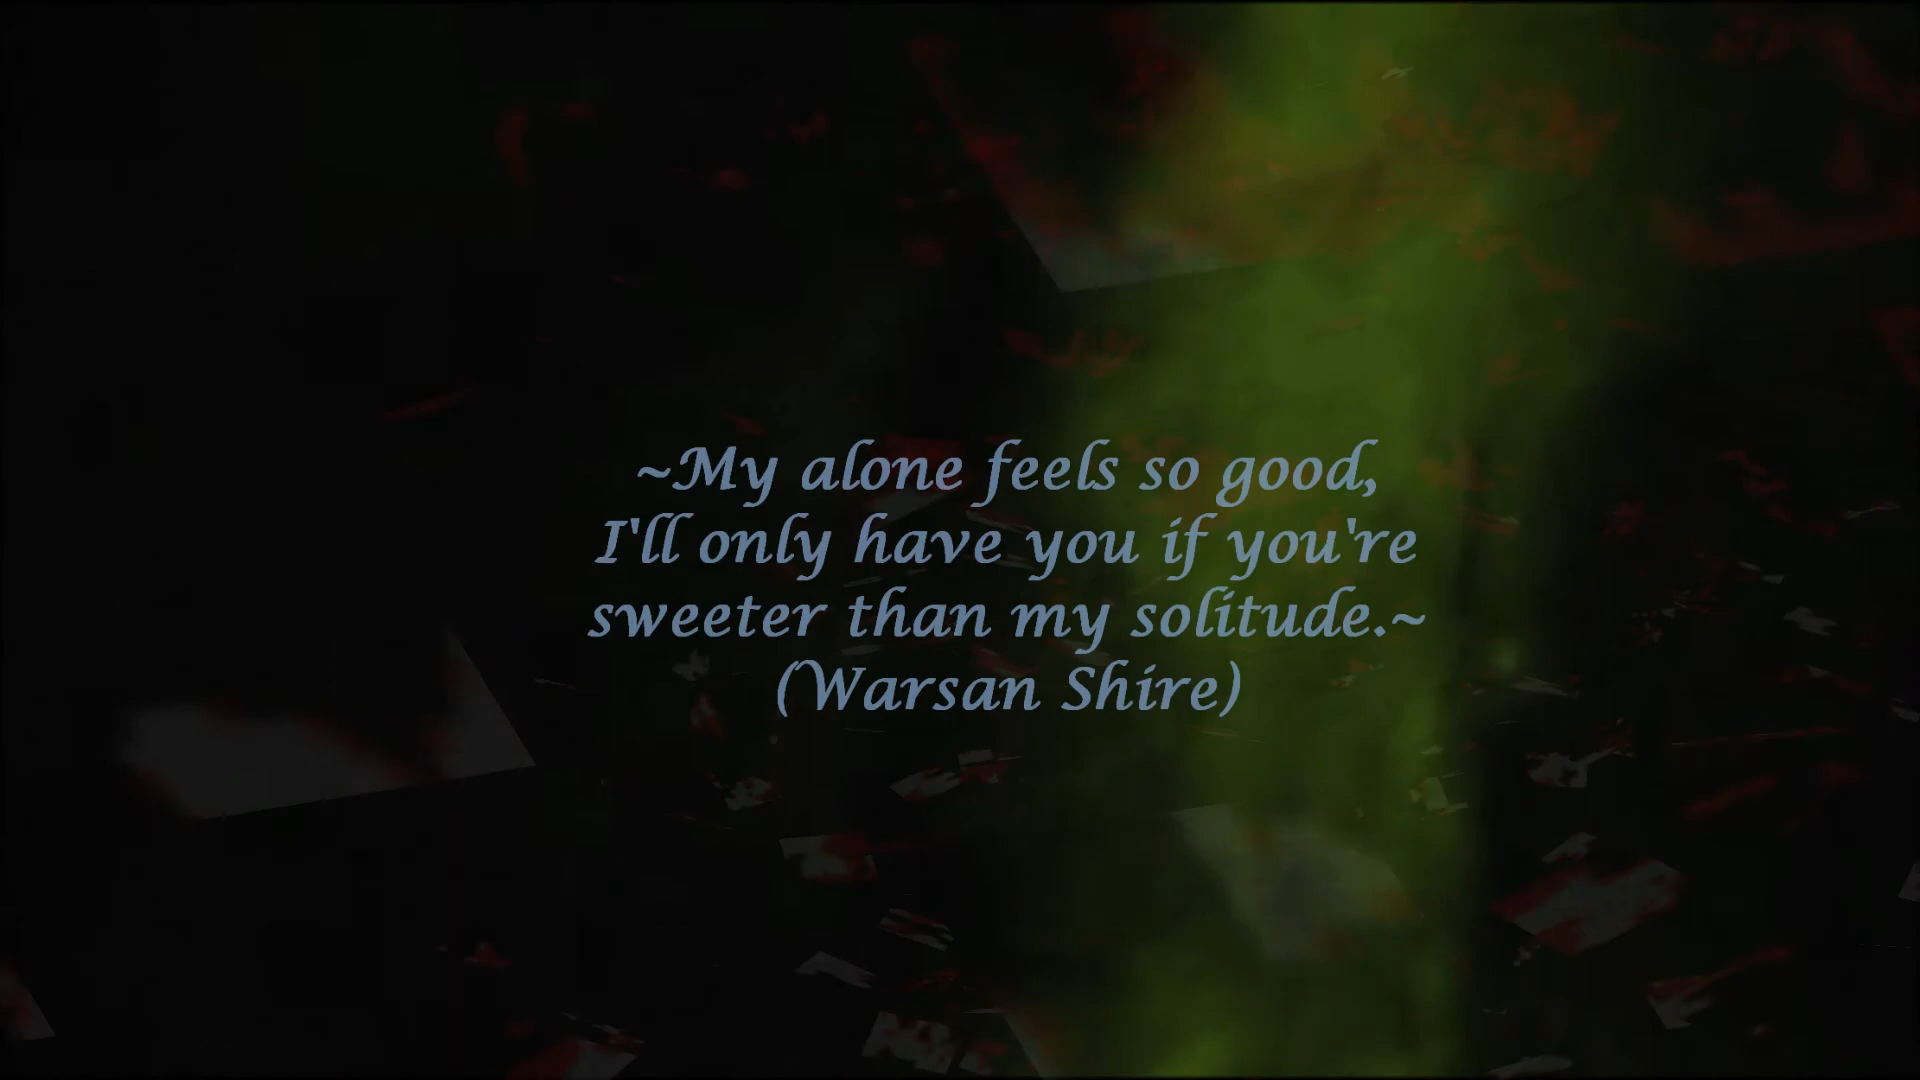 ~My alone feels so good,
I'll only have you if you're
sweeter than my solitude.~
(Warsan Shire)